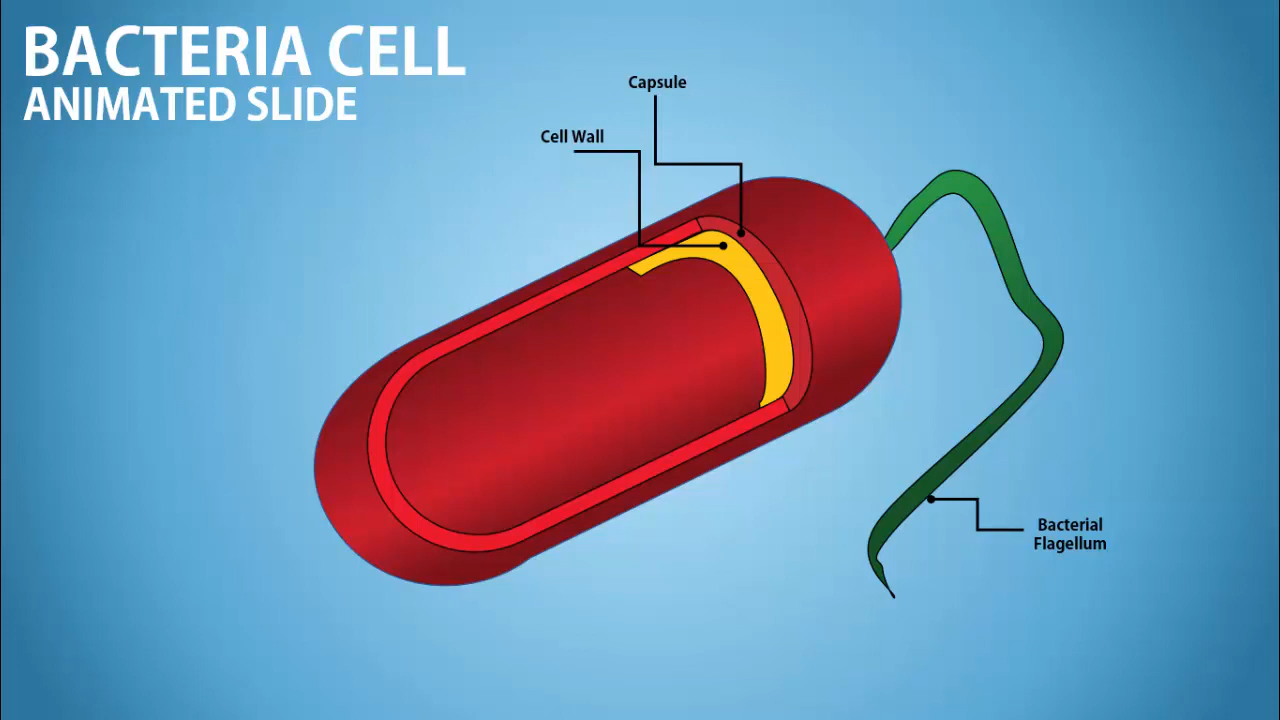 BACTERIA CELL
ANIMATED SLIDE
Capsule
Cell Wall
Bacterial
Flagellum